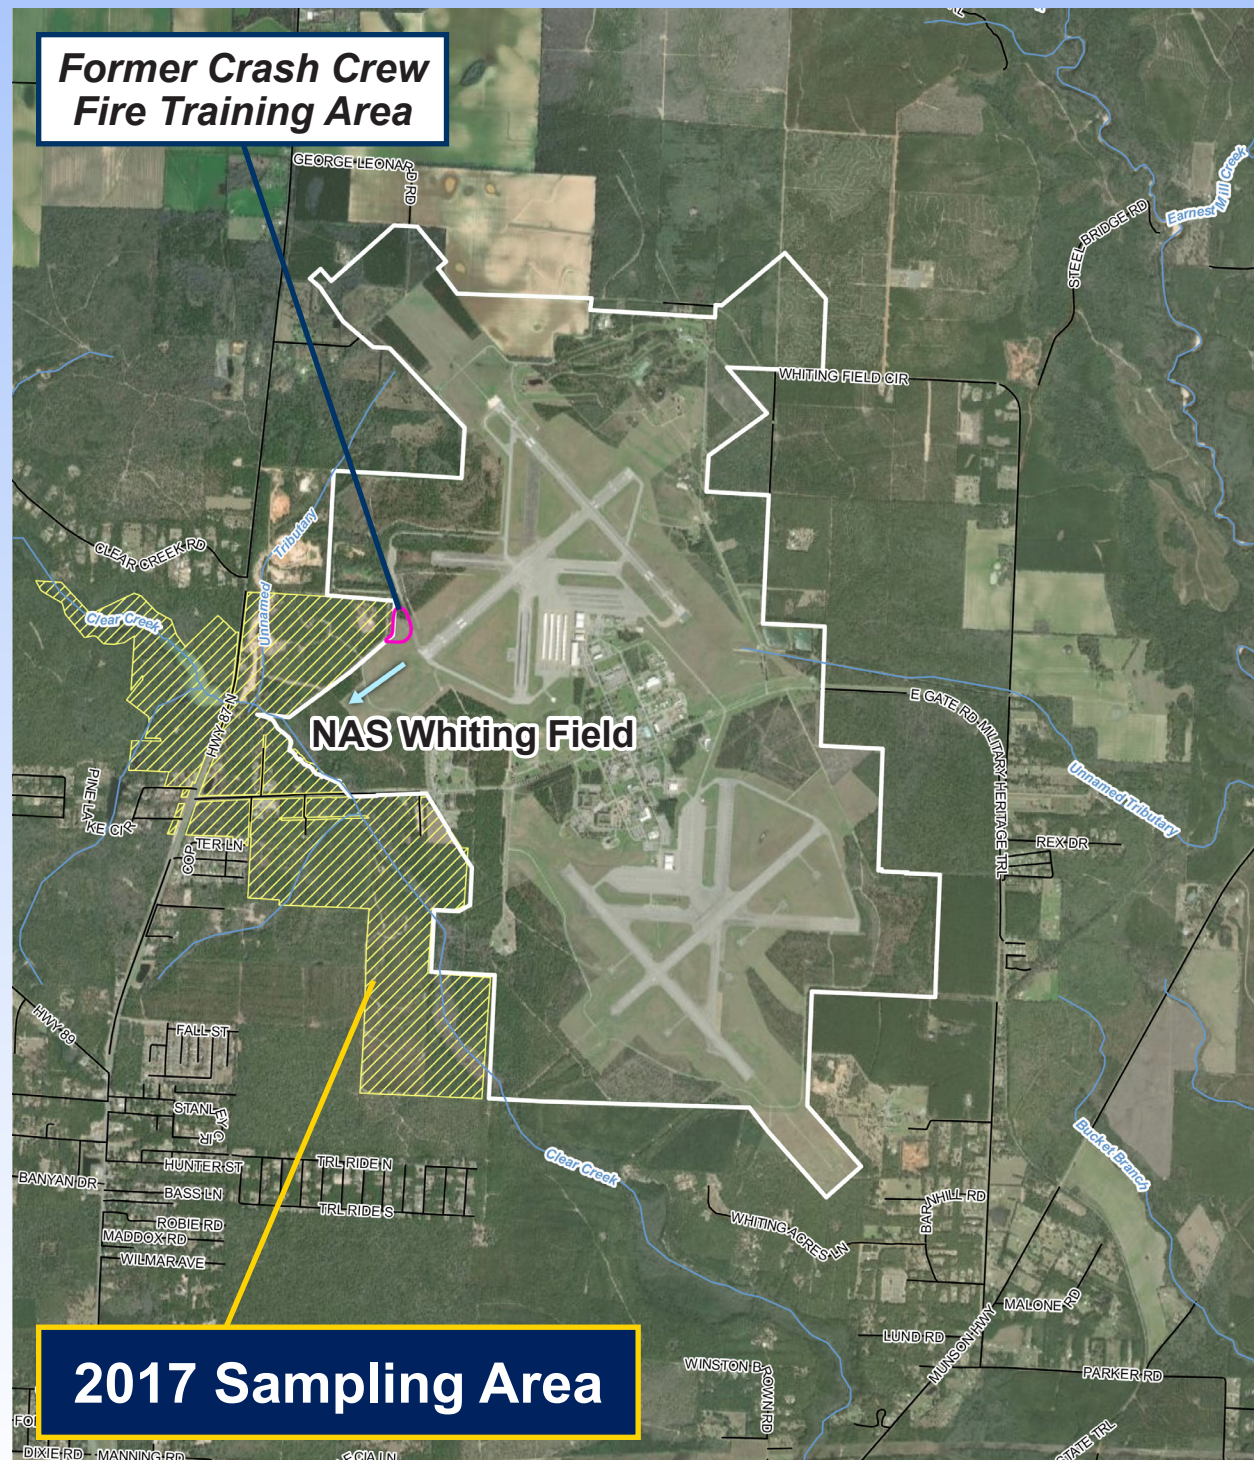 Former Crash Crew
Fire Training Area
GEORGE LEONARD RD
Earnest Mill Creek
STEEL BRIDGE RD
WHITING FIELD CIR
CLEAR CREEK RD
Unnamed Tributary
Clear Creek
HWY 87 N
NAS Whiting Field
E GATE RD
MILITARY HERITAGE TRL
Unnamed Tributary
PINE LAKE CIR
COPTER LN
REX DR
HWY 89
FALL ST
STANLEY CIR
HUNTER ST
TRL RIDE N
BANYAN DR
BASS LN
TRL RIDE S
ROBIE RD
MADDOX RD
WILMAR AVE
Clear Creek
Bucket Branch
WHITING ACRES LN
BARNHILL RD
MALONE RD
LUND RD
MUNSON HWY
WINSTON BROWN RD
PARKER RD
2017 Sampling Area
DIXIE RD
MANNING RD
STATE TRL